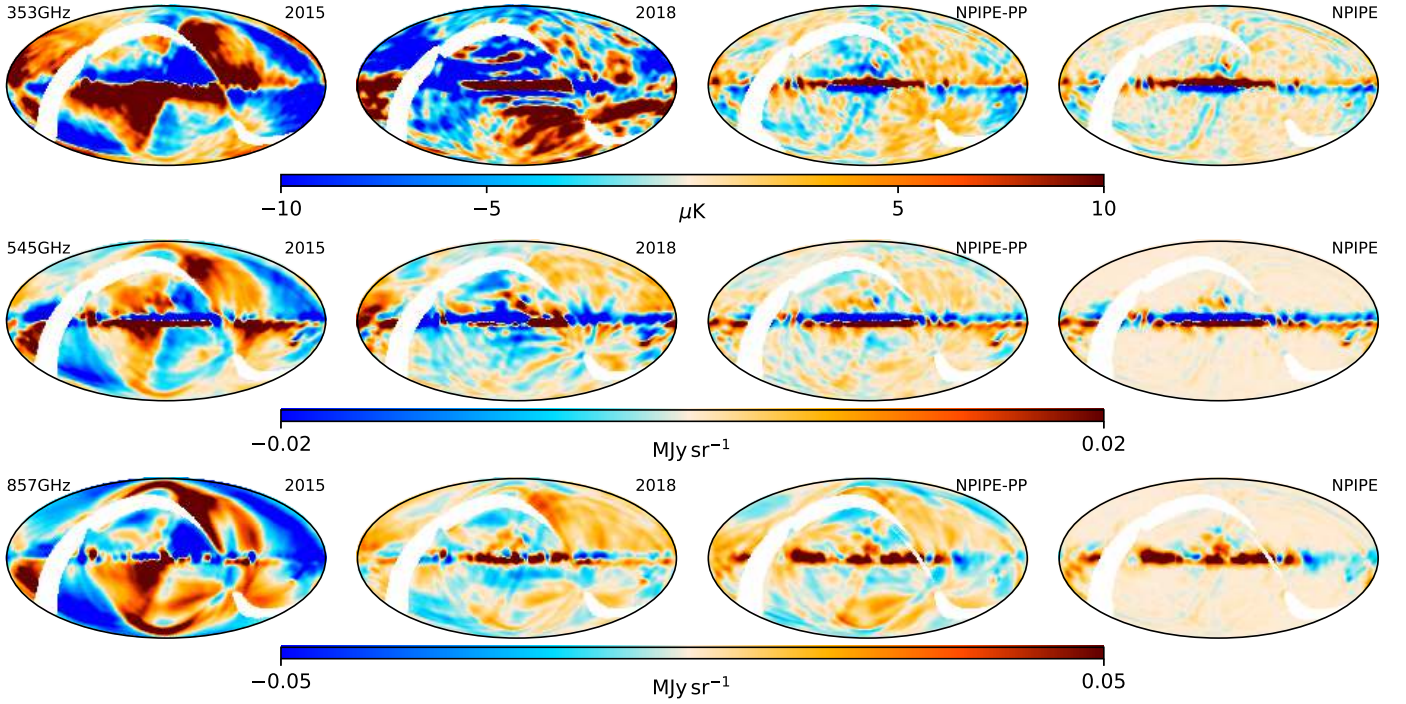 353GHz 2015 2018 NPIPE-PP NPIPE
−10 −5 0 5 10
μK
545GHz 2015 2018 NPIPE-PP NPIPE
−0.02 0.02
MJy sr⁻¹
857GHz 2015 2018 NPIPE-PP NPIPE
−0.05 0.05
MJy sr⁻¹